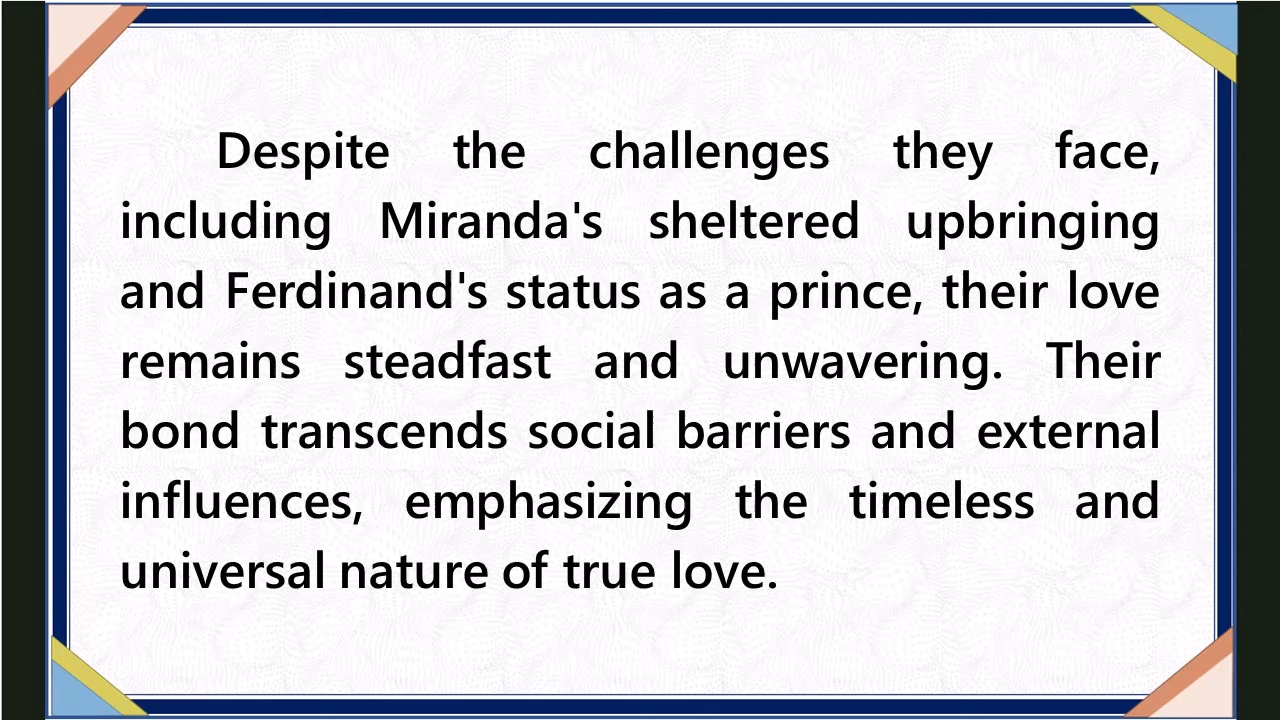 Despite the challenges they face,
including Miranda's sheltered upbringing
and Ferdinand's status as a prince, their love
remains steadfast and unwavering. Their
bond transcends social barriers and external
influences, emphasizing the timeless and
universal nature of true love.